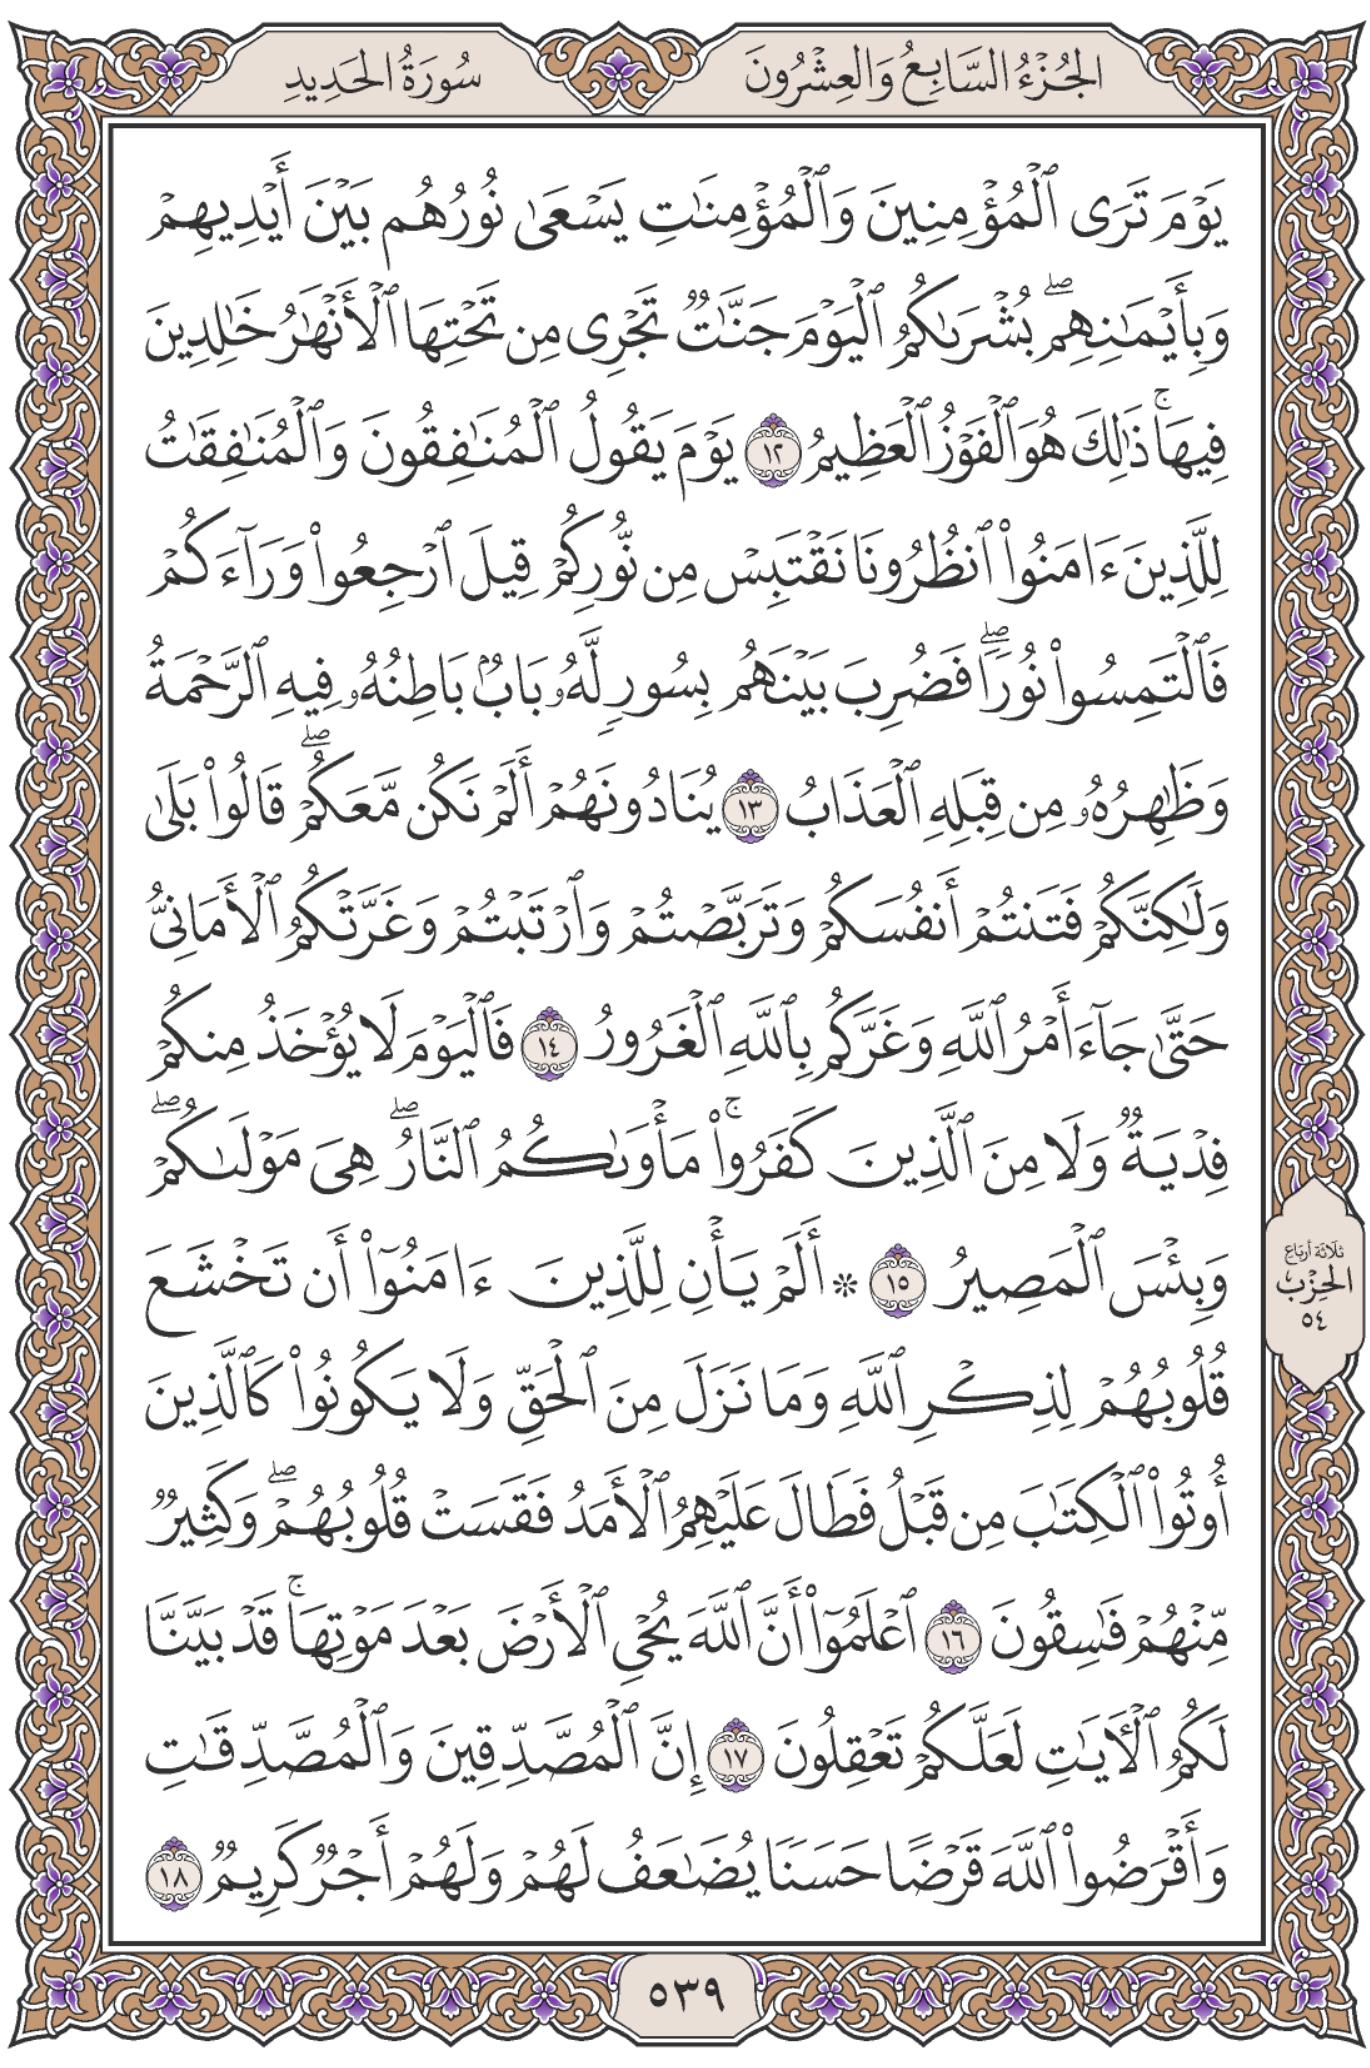 الجُزْءُ السَّابِعُ وَالعِشْرُونَ
سُورَةُ الحَدِيدِ
يَوْمَ تَرَى ٱلْمُؤْمِنِينَ وَٱلْمُؤْمِنَٰتِ يَسْعَىٰ نُورُهُم بَيْنَ أَيْدِيهِمْ
وَبِأَيْمَٰنِهِمۖ بُشْرَىٰكُمُ ٱلْيَوْمَ جَنَّٰتٌ تَجْرِى مِن تَحْتِهَا ٱلْأَنْهَٰرُ خَٰلِدِينَ
فِيهَاۚ ذَٰلِكَ هُوَ ٱلْفَوْزُ ٱلْعَظِيمُ ١٢ يَوْمَ يَقُولُ ٱلْمُنَٰفِقُونَ وَٱلْمُنَٰفِقَٰتُ
لِلَّذِينَ ءَامَنُوا۟ ٱنظُرُونَا نَقْتَبِسْ مِن نُّورِكُمْ قِيلَ ٱرْجِعُوا۟ وَرَآءَكُمْ
فَٱلْتَمِسُوا۟ نُورًاۖ فَضُرِبَ بَيْنَهُم بِسُورٍ لَّهُۥ بَابٌۢ بَاطِنُهُۥ فِيهِ ٱلرَّحْمَةُ
وَظَٰهِرُهُۥ مِن قِبَلِهِ ٱلْعَذَابُ ١٣ يُنَادُونَهُمْ أَلَمْ نَكُن مَّعَكُمْۖ قَالُوا۟ بَلَىٰ
وَلَٰكِنَّكُمْ فَتَنتُمْ أَنفُسَكُمْ وَتَرَبَّصْتُمْ وَٱرْتَبْتُمْ وَغَرَّتْكُمُ ٱلْأَمَانِىُّ
حَتَّىٰ جَآءَ أَمْرُ ٱللَّهِ وَغَرَّكُم بِٱللَّهِ ٱلْغَرُورُ ١٤ فَٱلْيَوْمَ لَا يُؤْخَذُ مِنكُمْ
فِدْيَةٌ وَلَا مِنَ ٱلَّذِينَ كَفَرُوا۟ۚ مَأْوَىٰكُمُ ٱلنَّارُۖ هِىَ مَوْلَىٰكُمْۖ
وَبِئْسَ ٱلْمَصِيرُ ١٥ * أَلَمْ يَأْنِ لِلَّذِينَ ءَامَنُوٓا۟ أَن تَخْشَعَ
قُلُوبُهُمْ لِذِكْرِ ٱللَّهِ وَمَا نَزَلَ مِنَ ٱلْحَقِّ وَلَا يَكُونُوا۟ كَٱلَّذِينَ
أُوتُوا۟ ٱلْكِتَٰبَ مِن قَبْلُ فَطَالَ عَلَيْهِمُ ٱلْأَمَدُ فَقَسَتْ قُلُوبُهُمْۖ وَكَثِيرٌ
مِّنْهُمْ فَٰسِقُونَ ١٦ ٱعْلَمُوٓا۟ أَنَّ ٱللَّهَ يُحْىِ ٱلْأَرْضَ بَعْدَ مَوْتِهَاۚ قَدْ بَيَّنَّا
لَكُمُ ٱلْءَايَٰتِ لَعَلَّكُمْ تَعْقِلُونَ ١٧ إِنَّ ٱلْمُصَّدِّقِينَ وَٱلْمُصَّدِّقَٰتِ
وَأَقْرَضُوا۟ ٱللَّهَ قَرْضًا حَسَنًا يُضَٰعَفُ لَهُمْ وَلَهُمْ أَجْرٌ كَرِيمٌ ١٨
ثلَاثَة أربَاع
الحِزْب
٥٤
٥٣٩